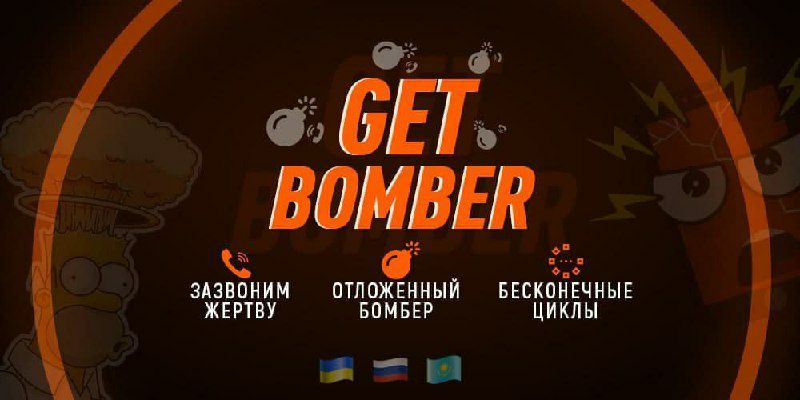 GET
BOMBER
ЗАЗВОНИМ
ЖЕРТВУ
ОТЛОЖЕННЫЙ
БОМБЕР
БЕСКОНЕЧНЫЕ
ЦИКЛЫ